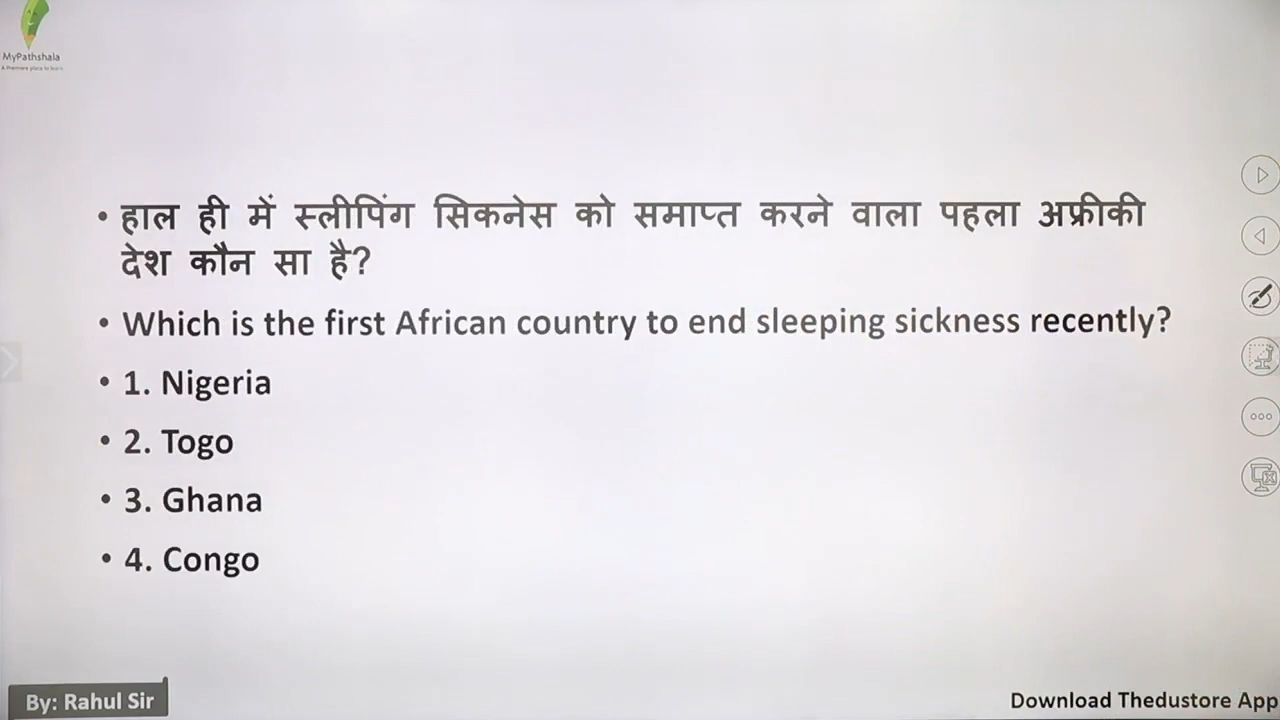 MyPathshala
• हाल ही में स्लीपिंग सिकनेस को समाप्त करने वाला पहला अफ्रीकी
देश कौन सा है?
• Which is the first African country to end sleeping sickness recently?
• 1. Nigeria
• 2. Togo
• 3. Ghana
• 4. Congo
By: Rahul Sir
Download Thedustore App